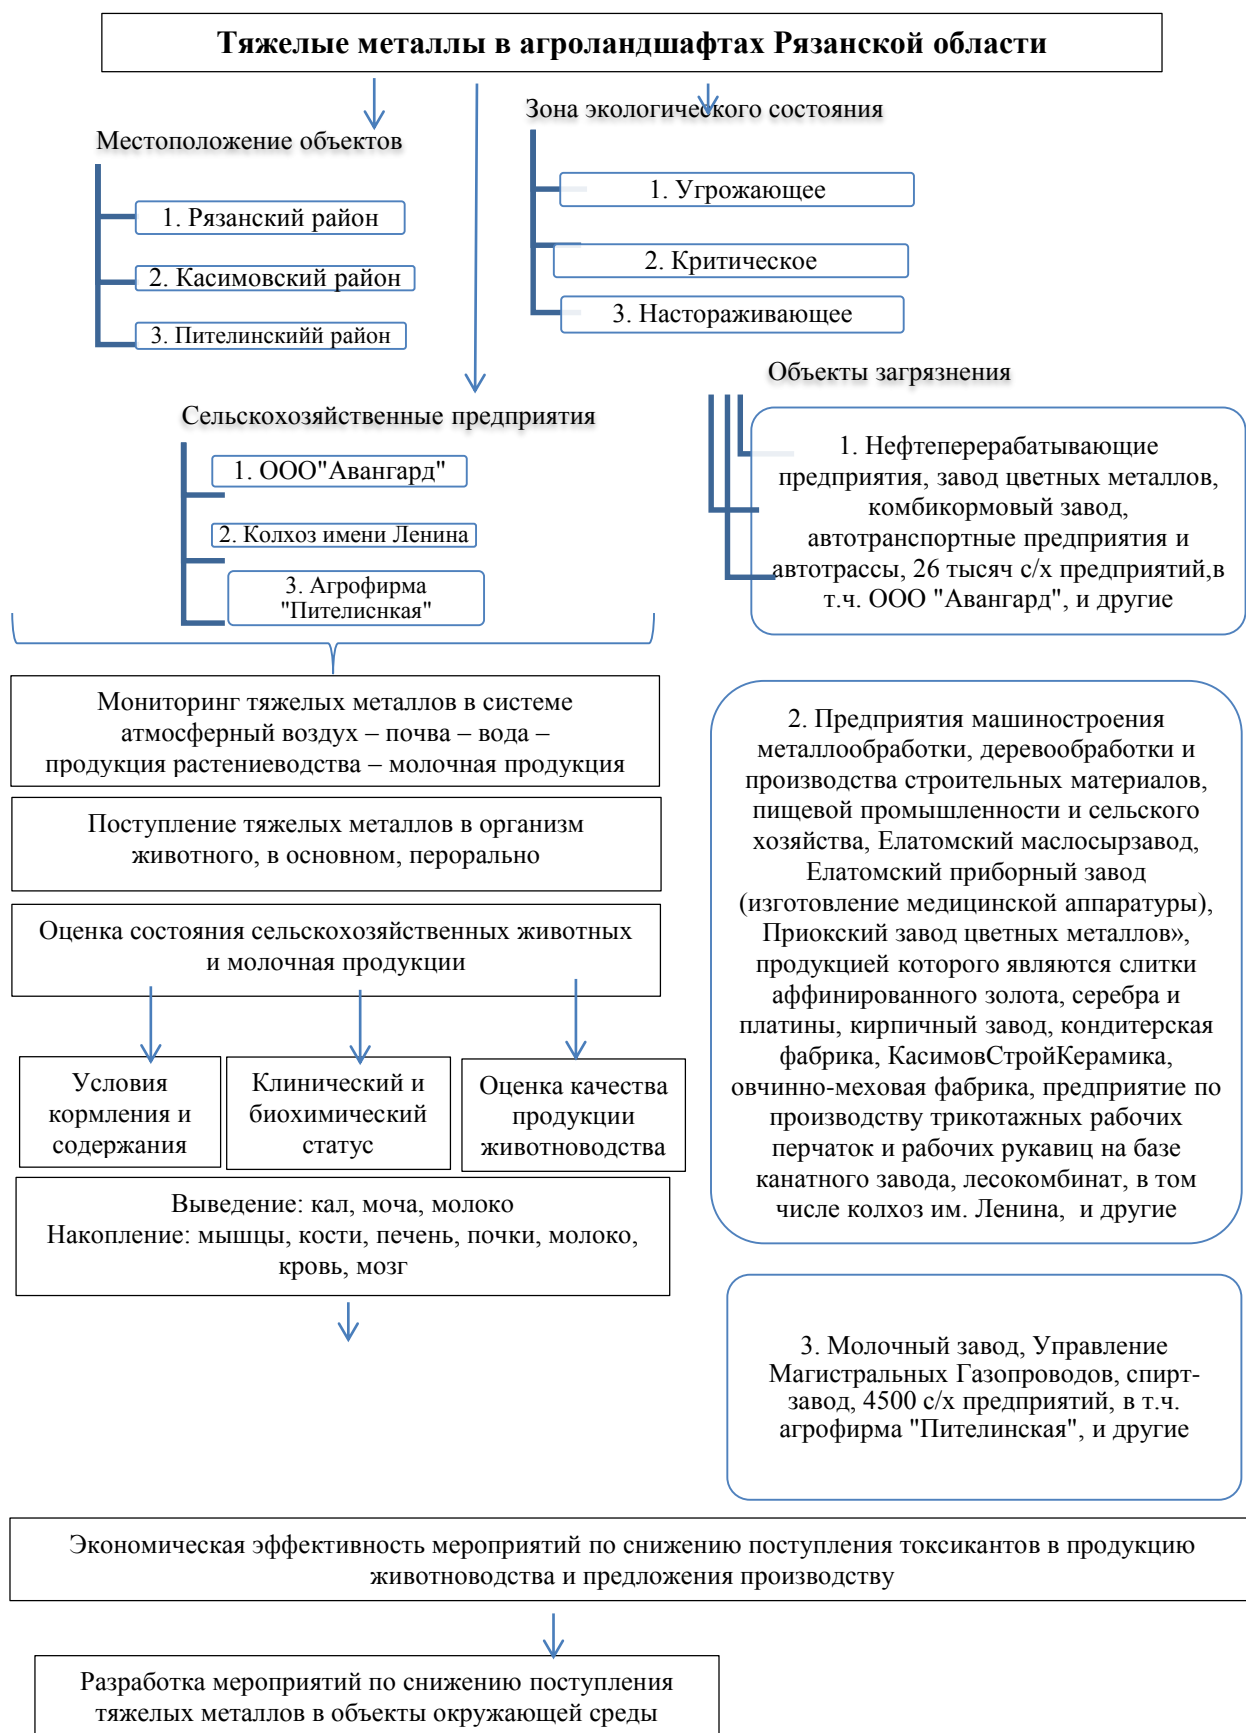 Тяжелые металлы в агроландшафтах Рязанской области
Местоположение объектов
1. Рязанский район
2. Касимовский район
3. Пителинскийй район
Зона экологического состояния
1. Угрожающее
2. Критическое
3. Настораживающее
Сельскохозяйственные предприятия
1. ООО"Авангард"
2. Колхоз имени Ленина
3. Агрофирма
"Пителиснкая"
Объекты загрязнения
1. Нефтеперерабатывающие
предприятия, завод цветных металлов,
комбикормовый завод,
автотранспортные предприятия и
автотрассы, 26 тысяч с/х предприятий,в
т.ч. ООО "Авангард", и другие
Мониторинг тяжелых металлов в системе
атмосферный воздух – почва – вода –
продукция растениеводства – молочная продукция
Поступление тяжелых металлов в организм
животного, в основном, перорально
Оценка состояния сельскохозяйственных животных
и молочная продукции
Условия
кормления и
содержания
Клинический и
биохимический
статус
Оценка качества
продукции
животноводства
Выведение: кал, моча, молоко
Накопление: мышцы, кости, печень, почки, молоко,
кровь, мозг
2. Предприятия машиностроения
металлообработки, деревообработки и
производства строительных материалов,
пищевой промышленности и сельского
хозяйства, Елатомский маслосырзавод,
Елатомский приборный завод
(изготовление медицинской аппаратуры),
Приокский завод цветных металлов»,
продукцией которого являются слитки
аффинированного золота, серебра и
платины, кирпичный завод, кондитерская
фабрика, КасимовСтройКерамика,
овчинно-меховая фабрика, предприятие по
производству трикотажных рабочих
перчаток и рабочих рукавиц на базе
канатного завода, лесокомбинат, в том
числе колхоз им. Ленина, и другие
3. Молочный завод, Управление
Магистральных Газопроводов, спирт-
завод, 4500 с/х предприятий, в т.ч.
агрофирма "Пителинская", и другие
Экономическая эффективность мероприятий по снижению поступления токсикантов в продукцию
животноводства и предложения производству
Разработка мероприятий по снижению поступления
тяжелых металлов в объекты окружающей среды